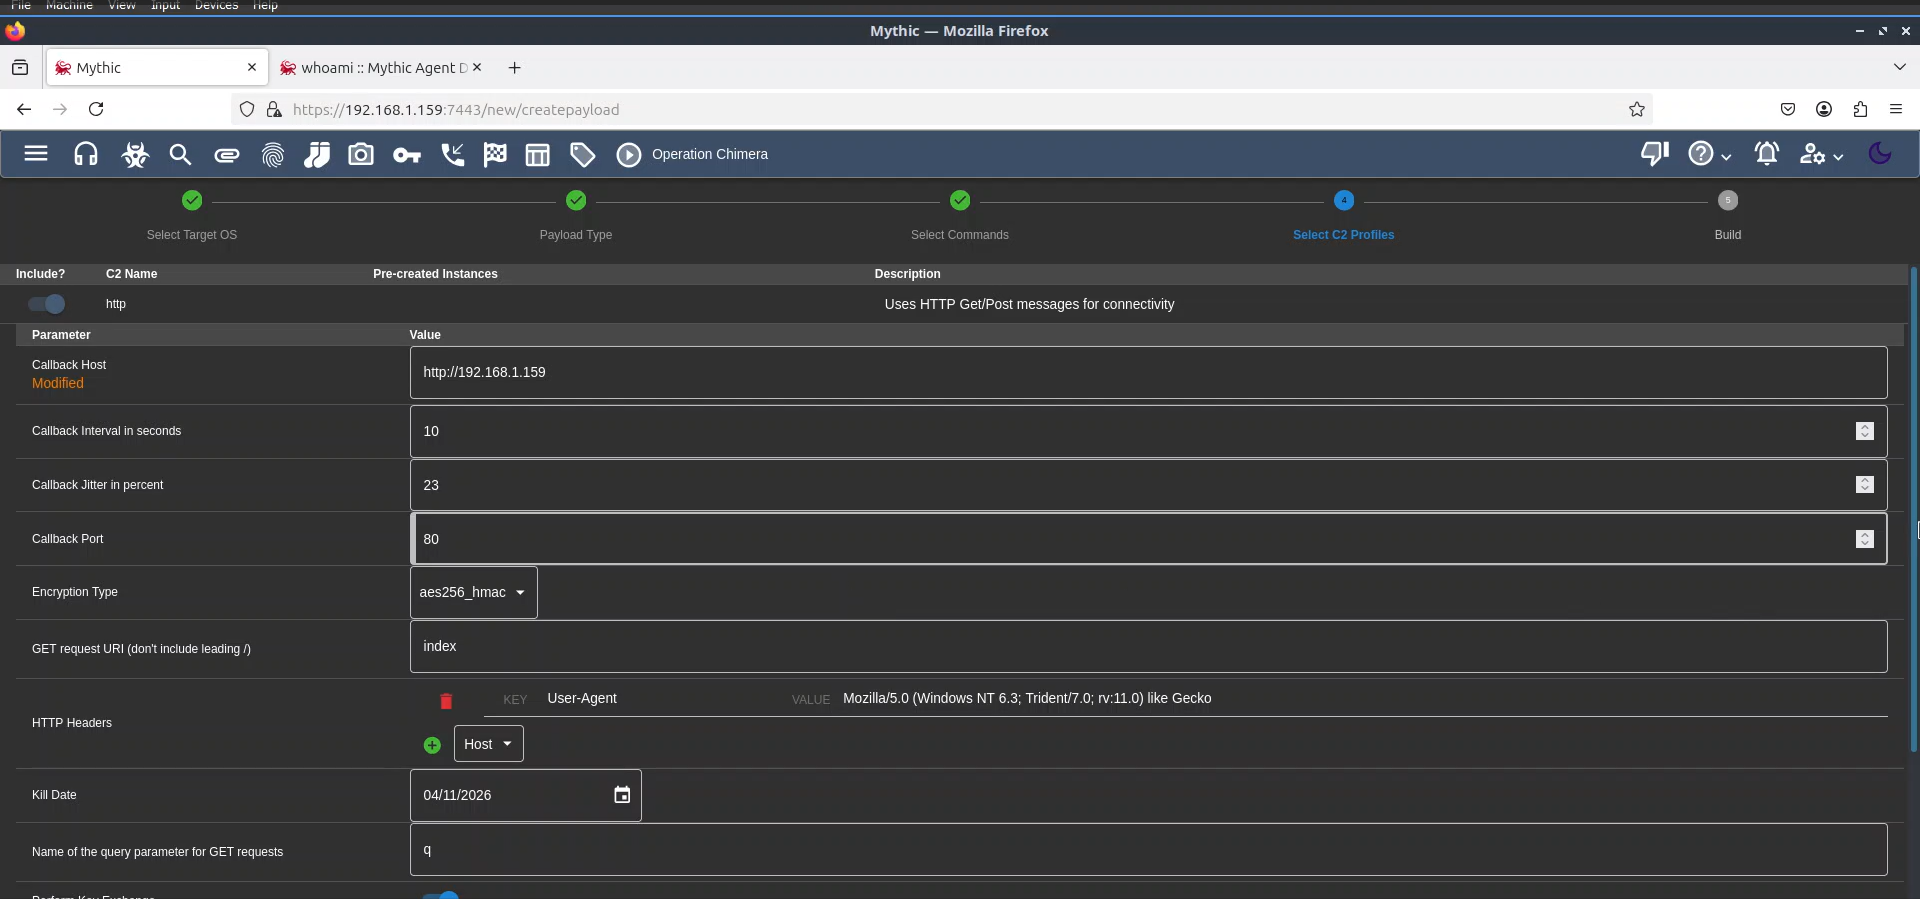 File Machine View Input Devices Help
Mythic — Mozilla Firefox
Mythic
whoami :: Mythic Agent D
https://192.168.1.159:7443/new/createpayload
Operation Chimera
4
5
Select Target OS
Payload Type
Select Commands
Select C2 Profiles
Build
Include? C2 Name Pre-created Instances Description
http Uses HTTP Get/Post messages for connectivity
Parameter Value
Callback Host
Modified
http://192.168.1.159
Callback Interval in seconds 10
Callback Jitter in percent 23
Callback Port 80
Encryption Type aes256_hmac
GET request URI (don't include leading /) index
HTTP Headers
KEY User-Agent VALUE Mozilla/5.0 (Windows NT 6.3; Trident/7.0; rv:11.0) like Gecko
Host
Kill Date 04/11/2026
Name of the query parameter for GET requests q
Perform Key Exchange